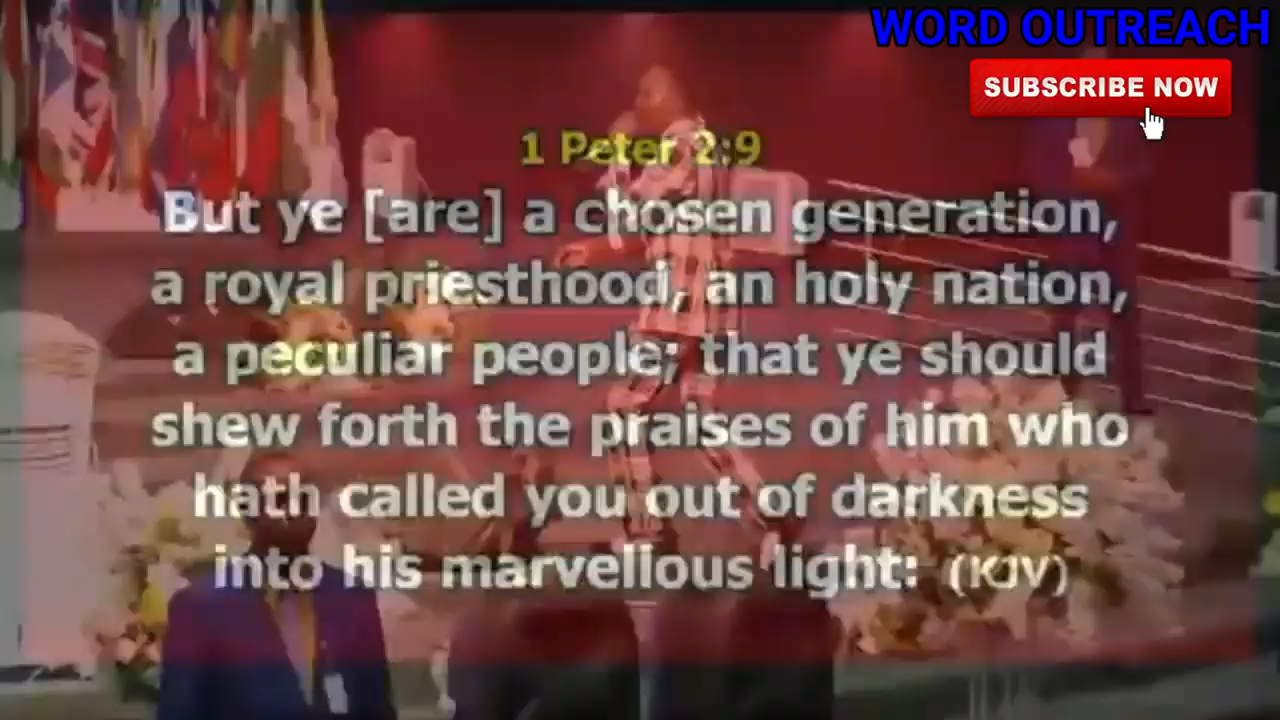 WORD OUTREACH
SUBSCRIBE NOW
1 Peter 2:9
But ye [are] a chosen generation,
a royal priesthood, an holy nation,
a peculiar people; that ye should
shew forth the praises of him who
hath called you out of darkness
into his marvellous light: (KJV)